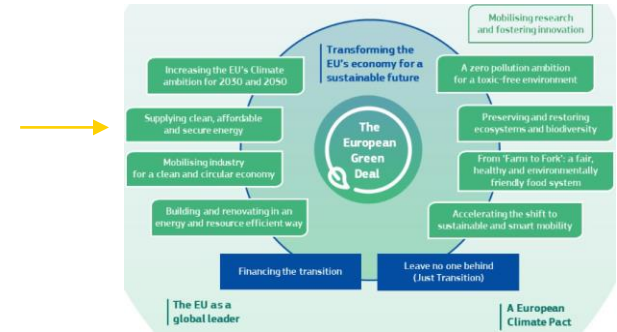 Mobilising research
and fostering innovation
Transforming the
EU's economy for a
sustainable future
Increasing the EU's Climate
ambition for 2030 and 2050
A zero pollution ambition
for a toxic-free environment
Supplying clean, affordable
and secure energy
Preserving and restoring
ecosystems and biodiversity
The
European
Green
Deal
Mobilising industry
for a clean and circular economy
From 'Farm to Fork': a fair,
healthy and environmentally
friendly food system
Building and renovating in an
energy and resource efficient way
Accelerating the shift to
sustainable and smart mobility
Financing the transition
Leave no one behind
(Just Transition)
The EU as a
global leader
A European
Climate Pact